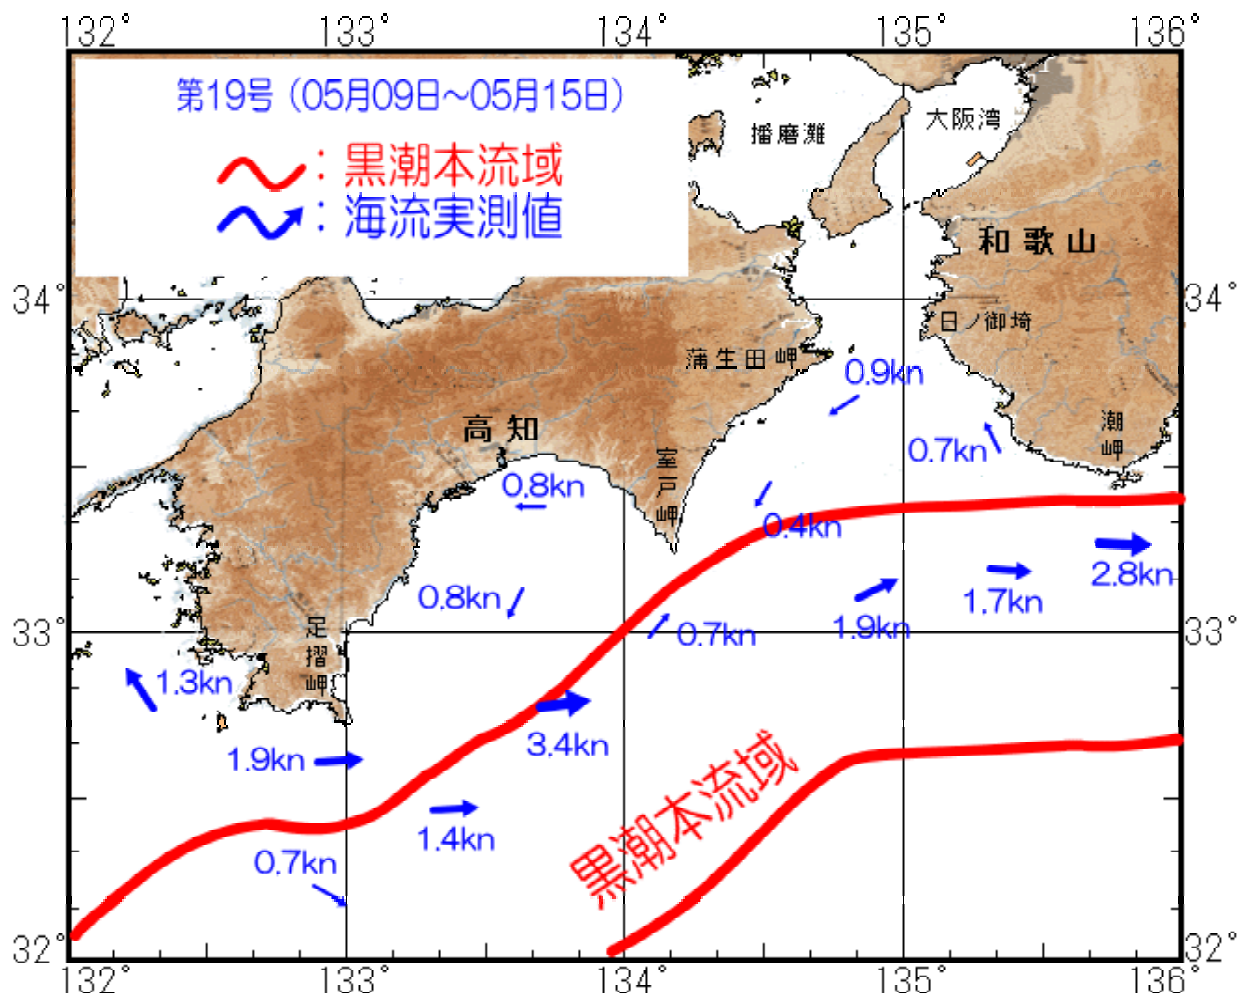 132° 133° 134° 135° 136°
第19号（05月09日～05月15日）
：黒潮本流域
：海流実測値
播磨灘
大阪湾
和歌山
34° 34°
日ノ御埼
蒲生田岬
0.9kn
潮岬
高知
0.7kn
室戸岬
0.8kn
0.4kn
2.8kn
1.7kn
0.8kn
1.9kn
0.7kn
33° 33°
足摺岬
1.3kn
3.4kn
1.9kn
黒潮本流域
1.4kn
0.7kn
32° 32°
132° 133° 134° 135° 136°